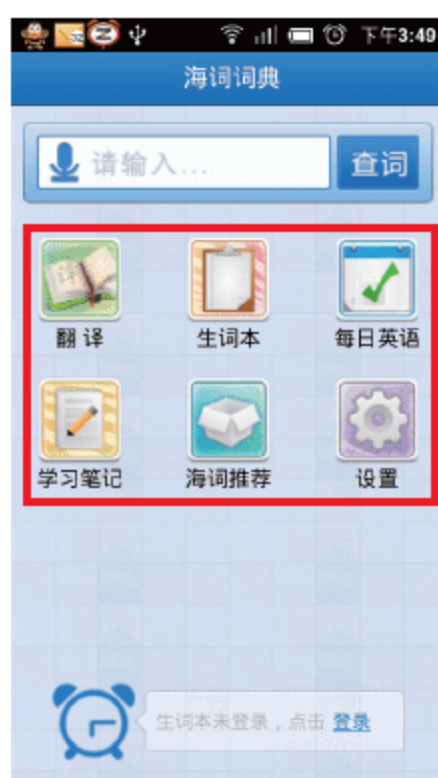 下午3:49
海词词典
请输入...
查词
翻译
生词本
每日英语
学习笔记
海词推荐
设置
生词本未登录，点击 登录